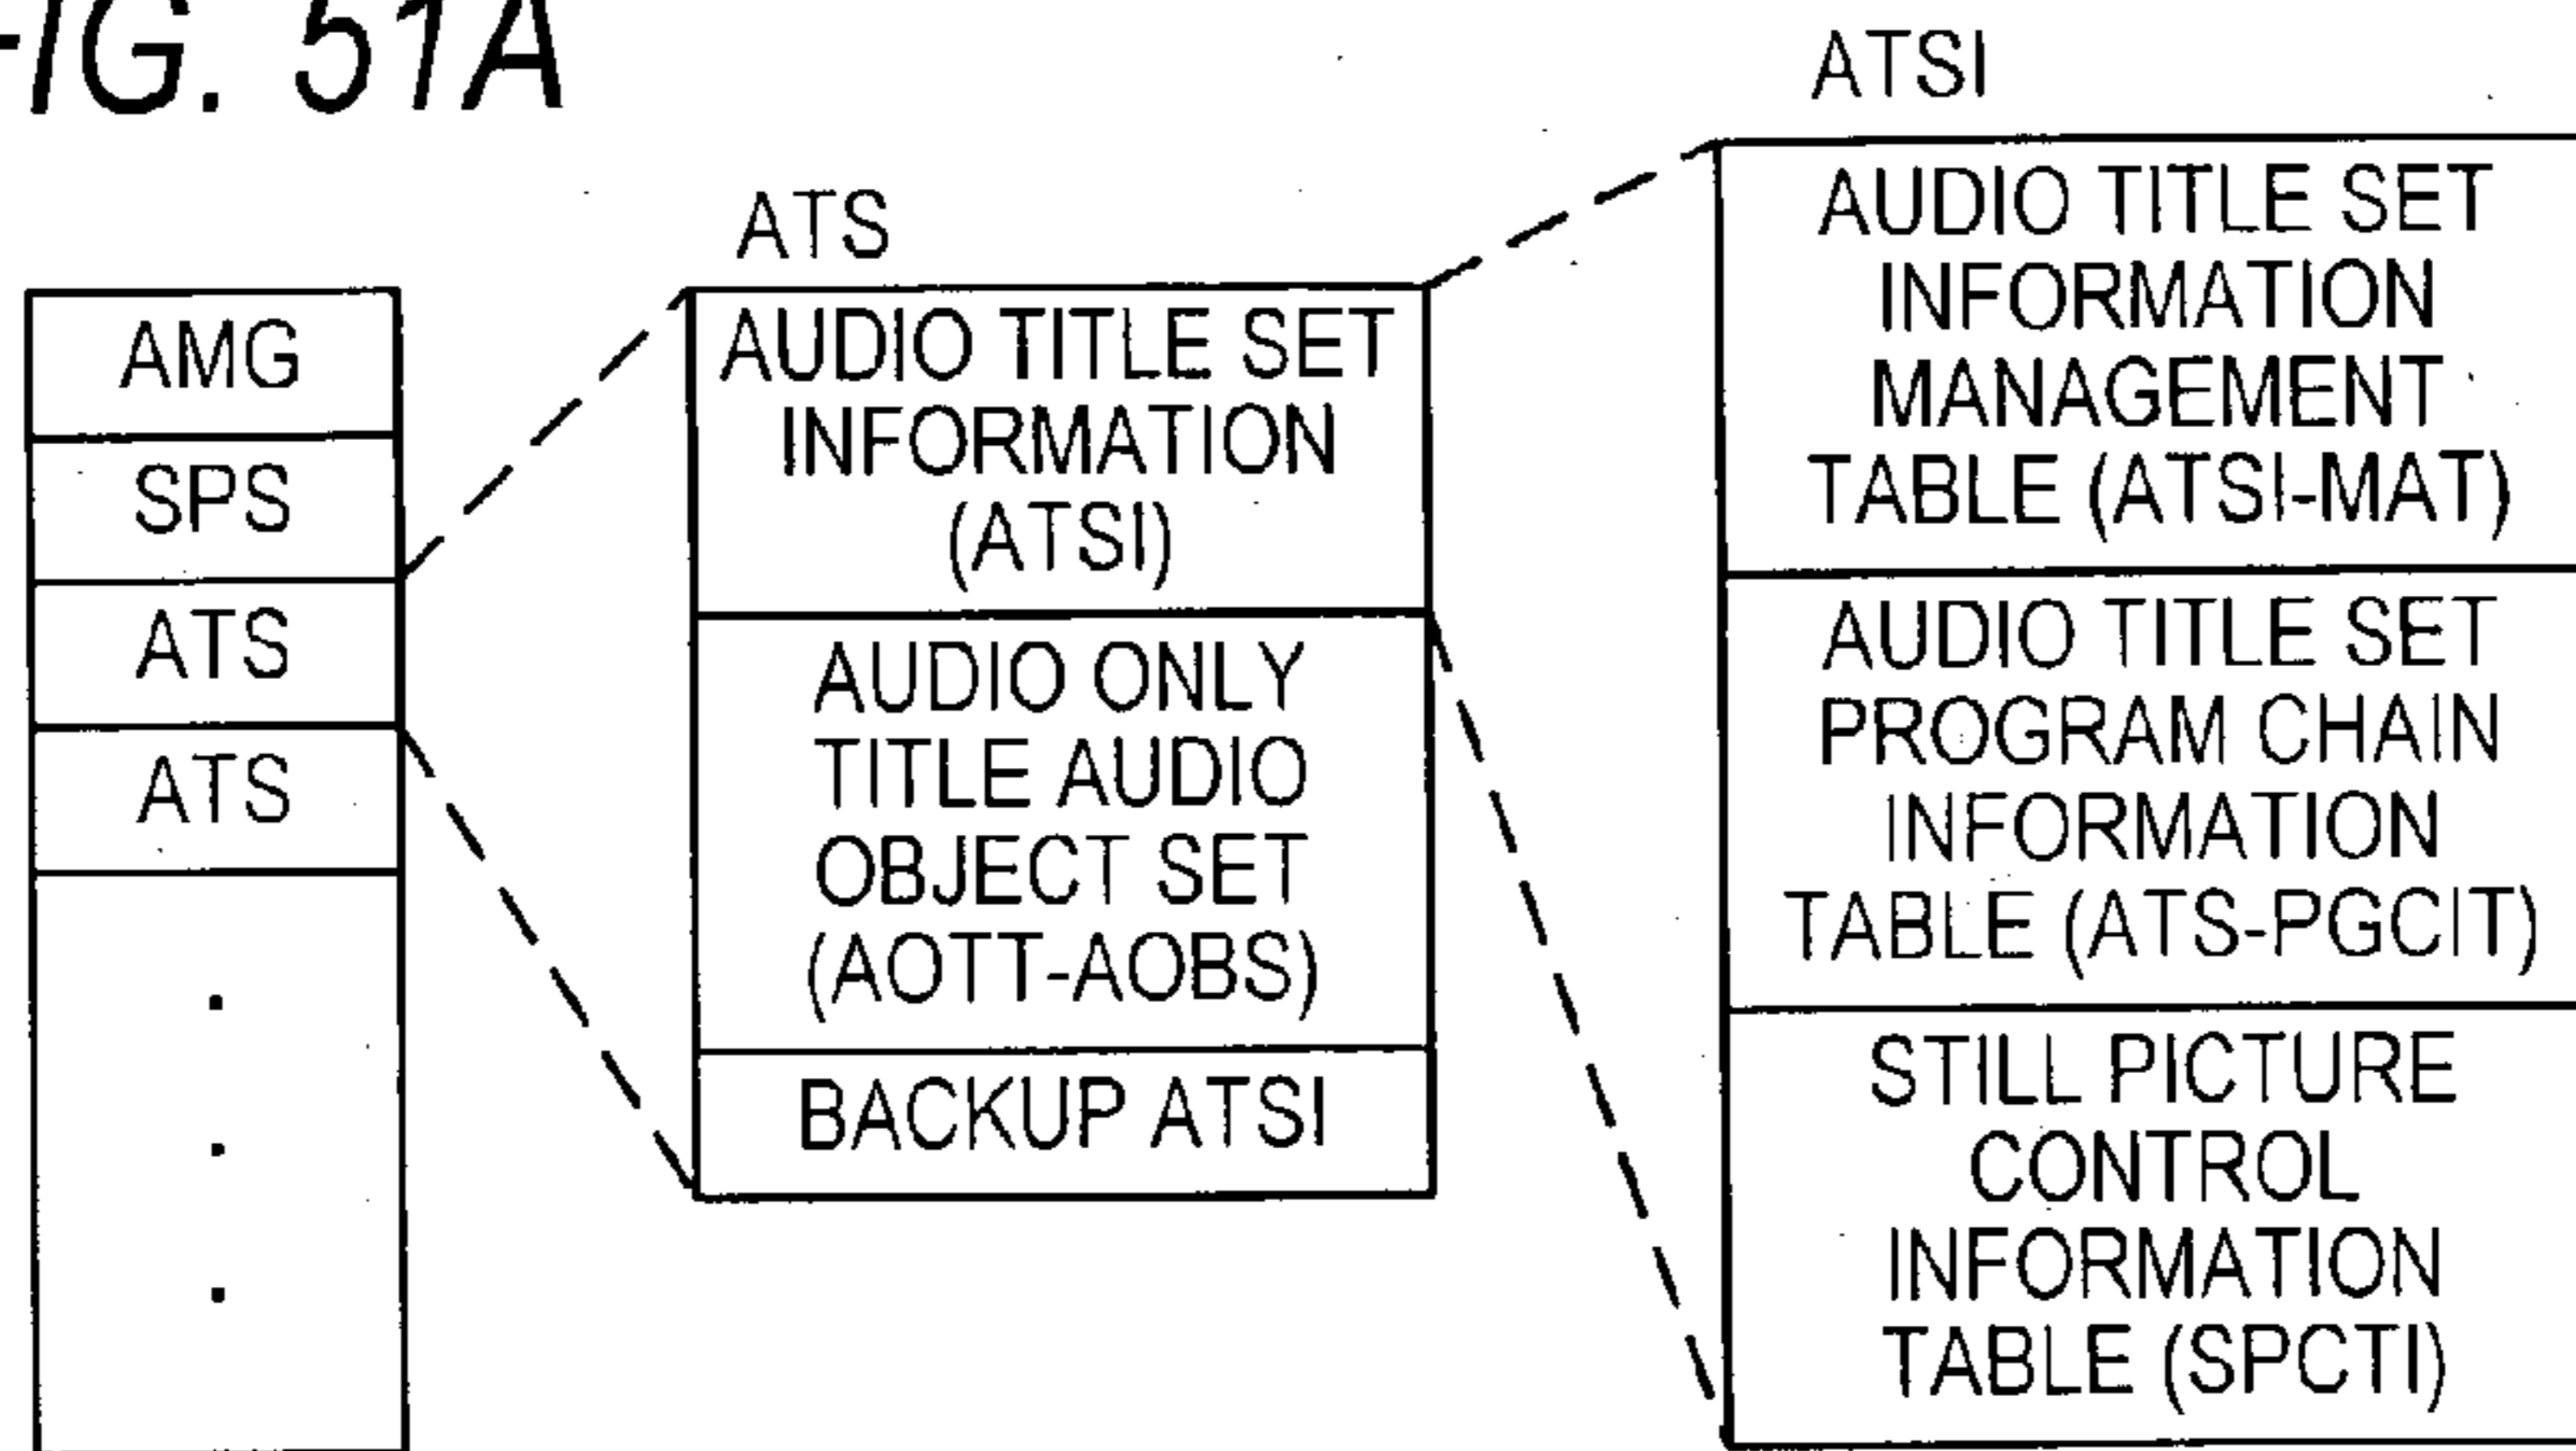 FIG. 51A
AMG
SPS
ATS
ATS
ATS
AUDIO TITLE SET
INFORMATION
(ATSI)
AUDIO ONLY
TITLE AUDIO
OBJECT SET
(AOTT-AOBS)
BACKUP ATSI
ATSI
AUDIO TITLE SET
INFORMATION
MANAGEMENT
TABLE (ATSI-MAT)
AUDIO TITLE SET
PROGRAM CHAIN
INFORMATION
TABLE (ATS-PGCIT)
STILL PICTURE
CONTROL
INFORMATION
TABLE (SPCTI)